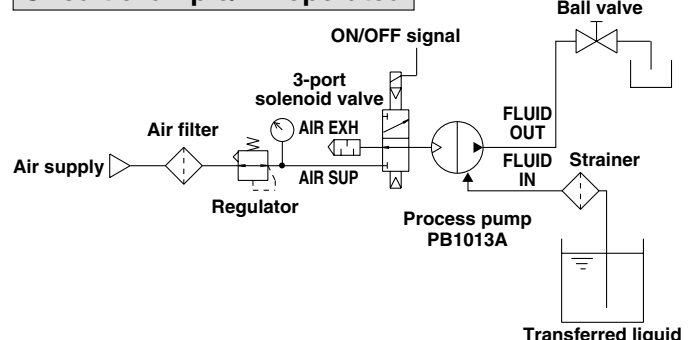 Ball valve
ON/OFF signal
3-port
solenoid valve
Air filter
AIR EXH
FLUID
OUT
FLUID
IN
Strainer
Air supply
AIR SUP
Regulator
Process pump
PB1013A
Transferred liquid